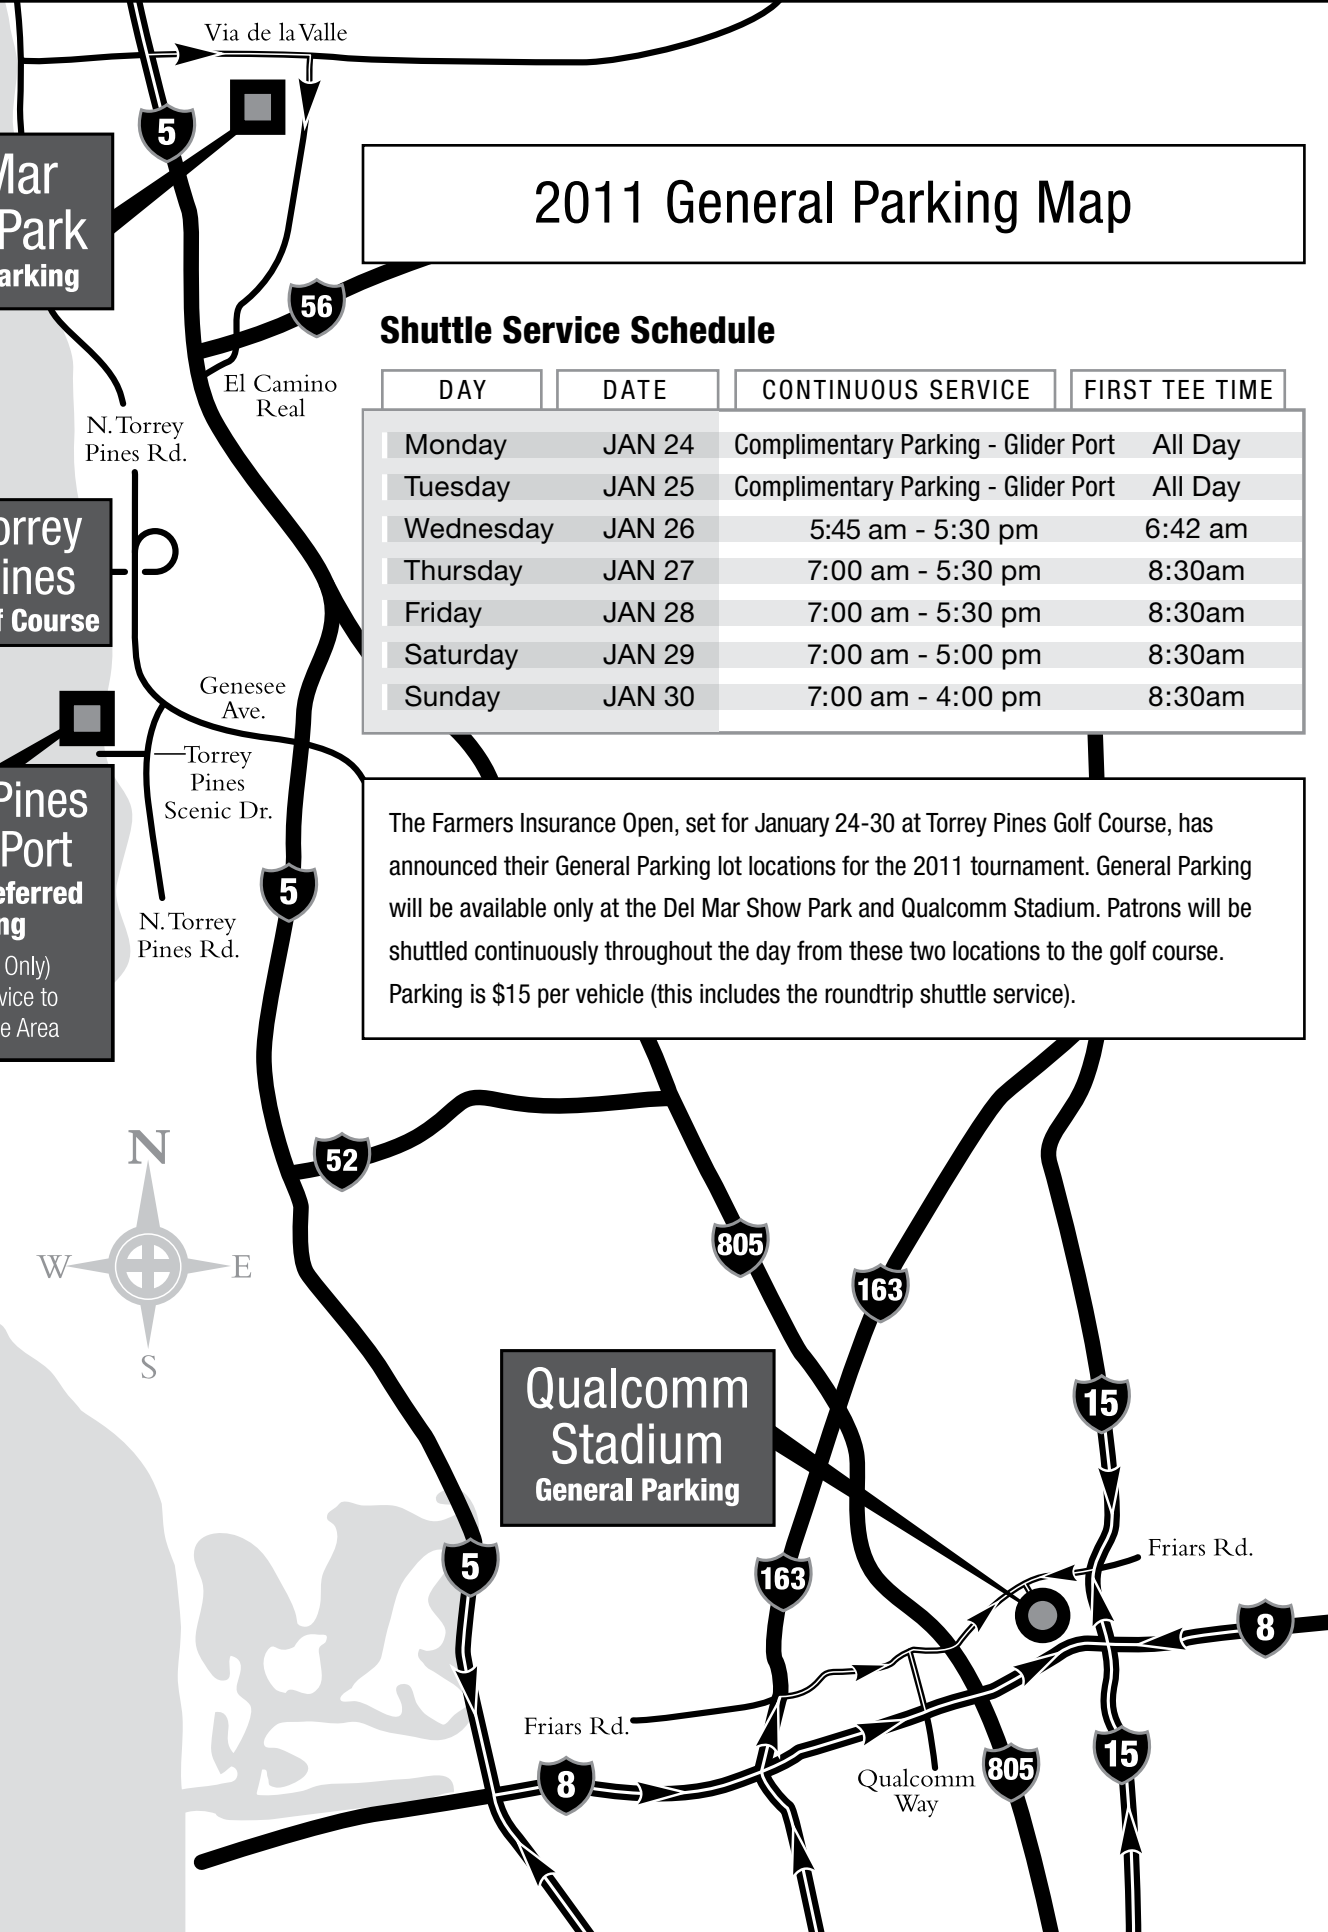 Via de la Valle
5
Mar
Park
arking
2011 General Parking Map
56
Shuttle Service Schedule
DAY DATE CONTINUOUS SERVICE FIRST TEE TIME
Monday JAN 24 Complimentary Parking - Glider Port All Day
Tuesday JAN 25 Complimentary Parking - Glider Port All Day
Wednesday JAN 26 5:45 am - 5:30 pm 6:42 am
Thursday JAN 27 7:00 am - 5:30 pm 8:30am
Friday JAN 28 7:00 am - 5:30 pm 8:30am
Saturday JAN 29 7:00 am - 5:00 pm 8:30am
Sunday JAN 30 7:00 am - 4:00 pm 8:30am
El Camino
Real
N. Torrey
Pines Rd.
orrey
ines
f Course
Genesee
Ave.
Torrey
Pines
Scenic Dr.
Pines
Port
eferred
ng
Only)
vice to
e Area
5
N. Torrey
Pines Rd.
The Farmers Insurance Open, set for January 24-30 at Torrey Pines Golf Course, has
announced their General Parking lot locations for the 2011 tournament. General Parking
will be available only at the Del Mar Show Park and Qualcomm Stadium. Patrons will be
shuttled continuously throughout the day from these two locations to the golf course.
Parking is $15 per vehicle (this includes the roundtrip shuttle service).
N
W E
S
52
805
163
15
Qualcomm
Stadium
General Parking
5
163
Friars Rd.
8
Friars Rd.
8
Qualcomm
Way
805
15